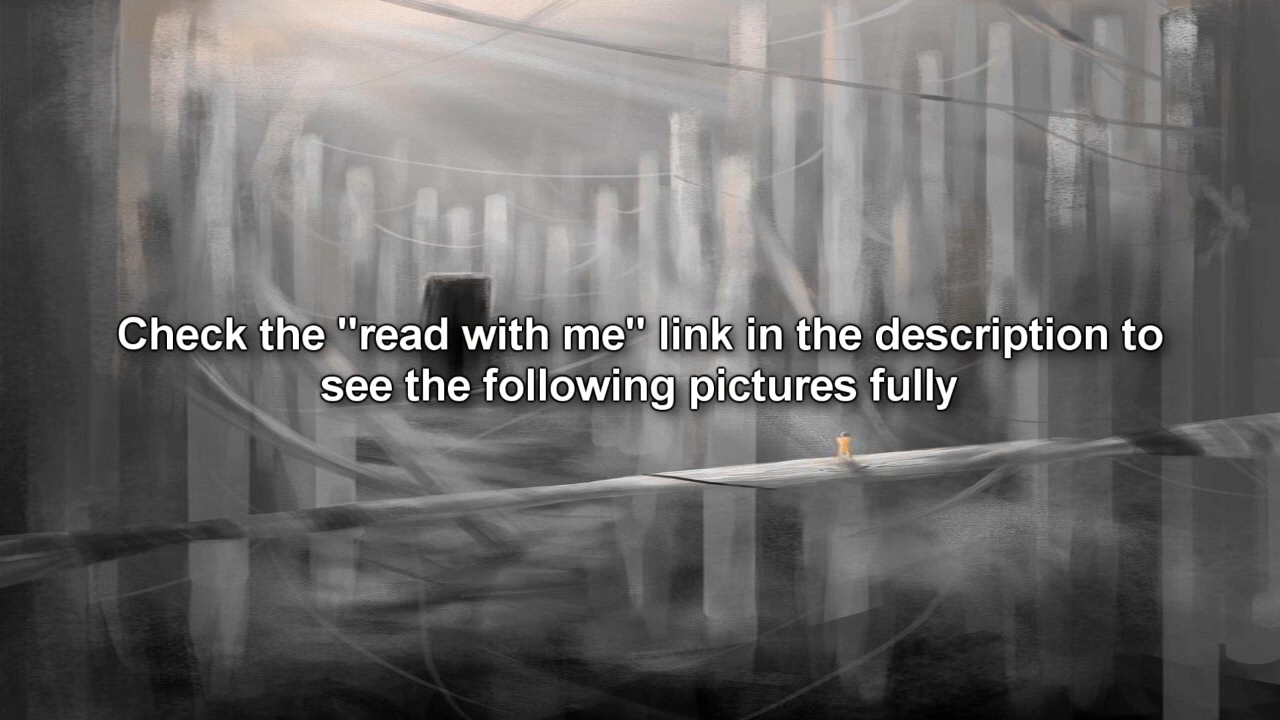 Check the "read with me" link in the description to
see the following pictures fully